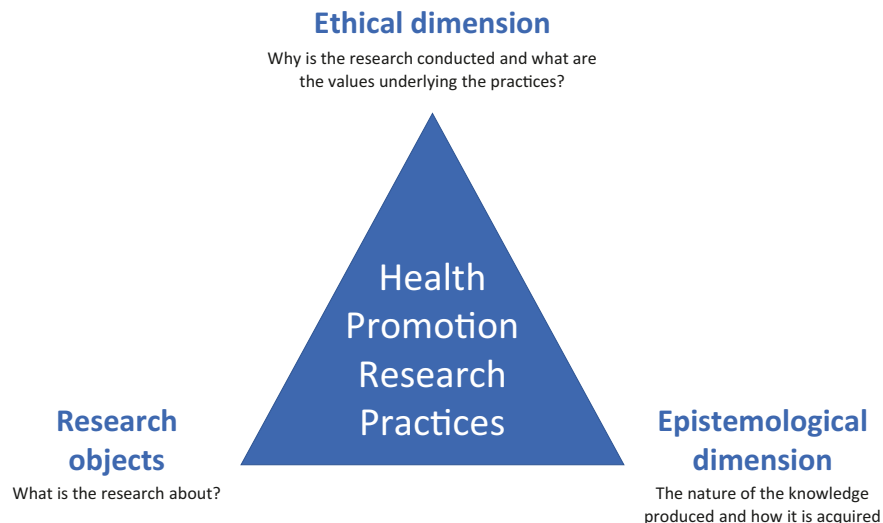 Ethical dimension
Why is the research conducted and what are
the values underlying the practices?
Health
Promotion
Research
Practices
Research
objects
What is the research about?
Epistemological
dimension
The nature of the knowledge
produced and how it is acquired